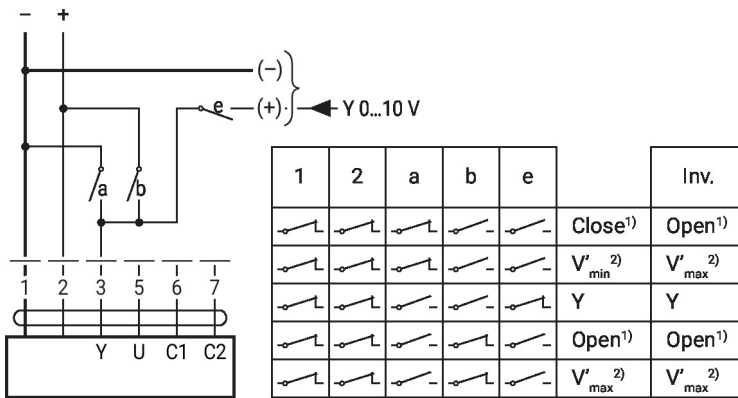 − +
(−)
e (+) Y 0...10 V
a b
1 2 3 5 6 7
Y U C1 C2
1 2 a b e Inv.
Close¹⁾ Open¹⁾
V'min²⁾ V'max²⁾
Y Y
Open¹⁾ Open¹⁾
V'max²⁾ V'max²⁾